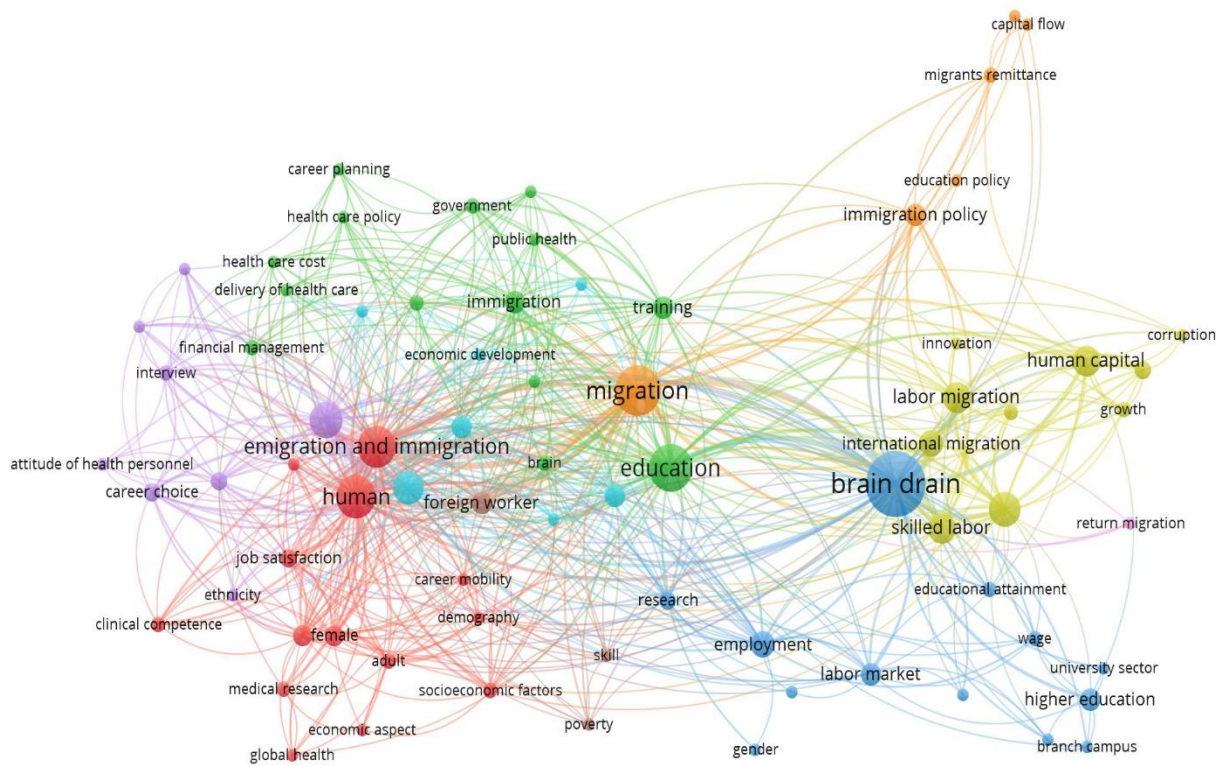 capital flow
migrants remittance
career planning
education policy
government
immigration policy
health care policy
public health
health care cost
delivery of health care
immigration
training
corruption
innovation
financial management
economic development
human capital
interview
migration
labor migration
growth
emigration and immigration
international migration
attitude of health personnel
brain
education
career choice
brain drain
human
foreign worker
return migration
skilled labor
job satisfaction
career mobility
educational attainment
ethnicity
research
clinical competence
demography
female
wage
employment
skill
adult
university sector
labor market
medical research
socioeconomic factors
higher education
poverty
economic aspect
branch campus
gender
global health